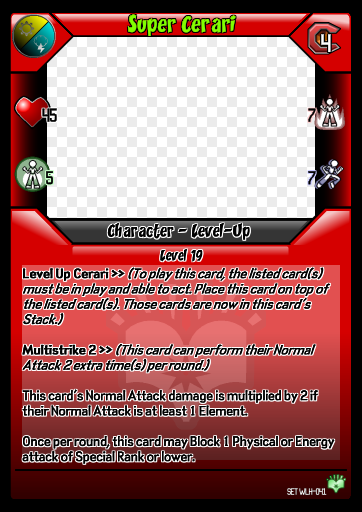 Super Cerari
4
45
7
5
7
Character - Level-Up
Level 19
Level Up Cerari >> (To play this card, the listed card(s)
must be in play and able to act. Place this card on top of
the listed card(s). Those cards are now in this card's
Stack.)
Multistrike 2 >> (This card can perform their Normal
Attack 2 extra time(s) per round.)
This card's Normal Attack damage is multiplied by 2 if
their Normal Attack is at least 1 Element.
Once per round, this card may Block 1 Physical or Energy
attack of Special Rank or lower.
SET WLH-041